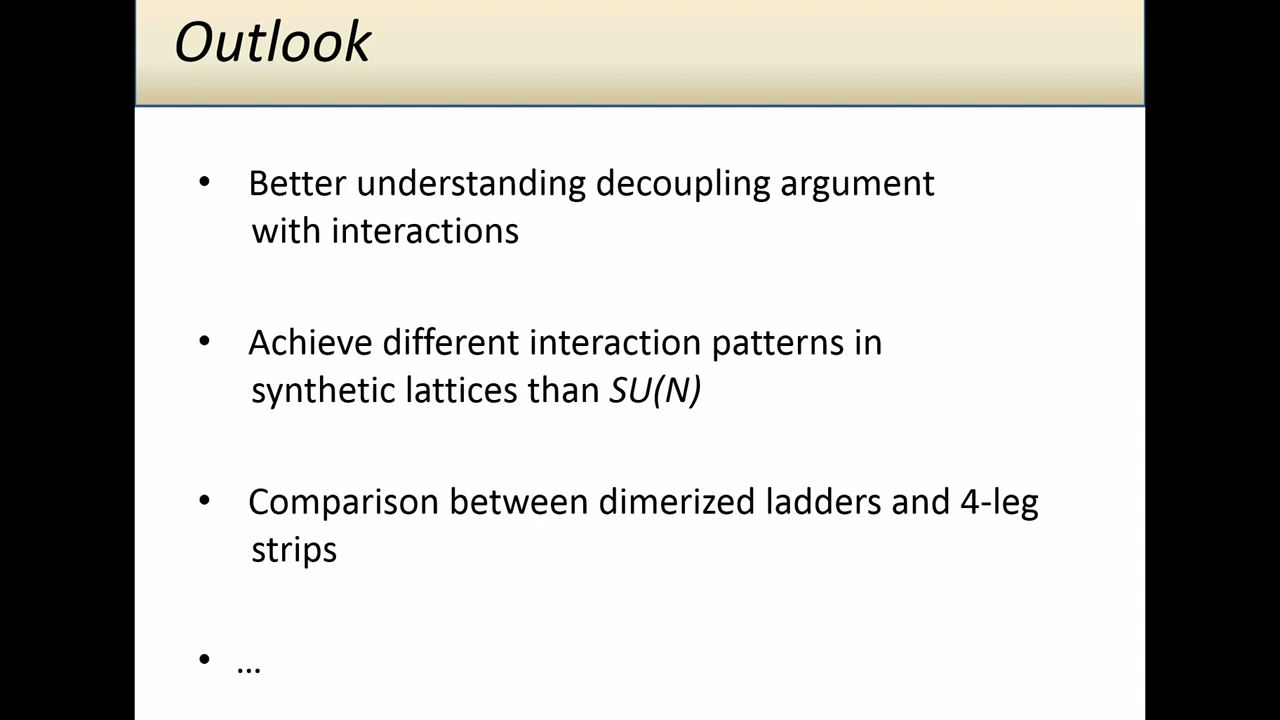 Outlook
• Better understanding decoupling argument
with interactions
• Achieve different interaction patterns in
synthetic lattices than SU(N)
• Comparison between dimerized ladders and 4-leg
strips
• ...